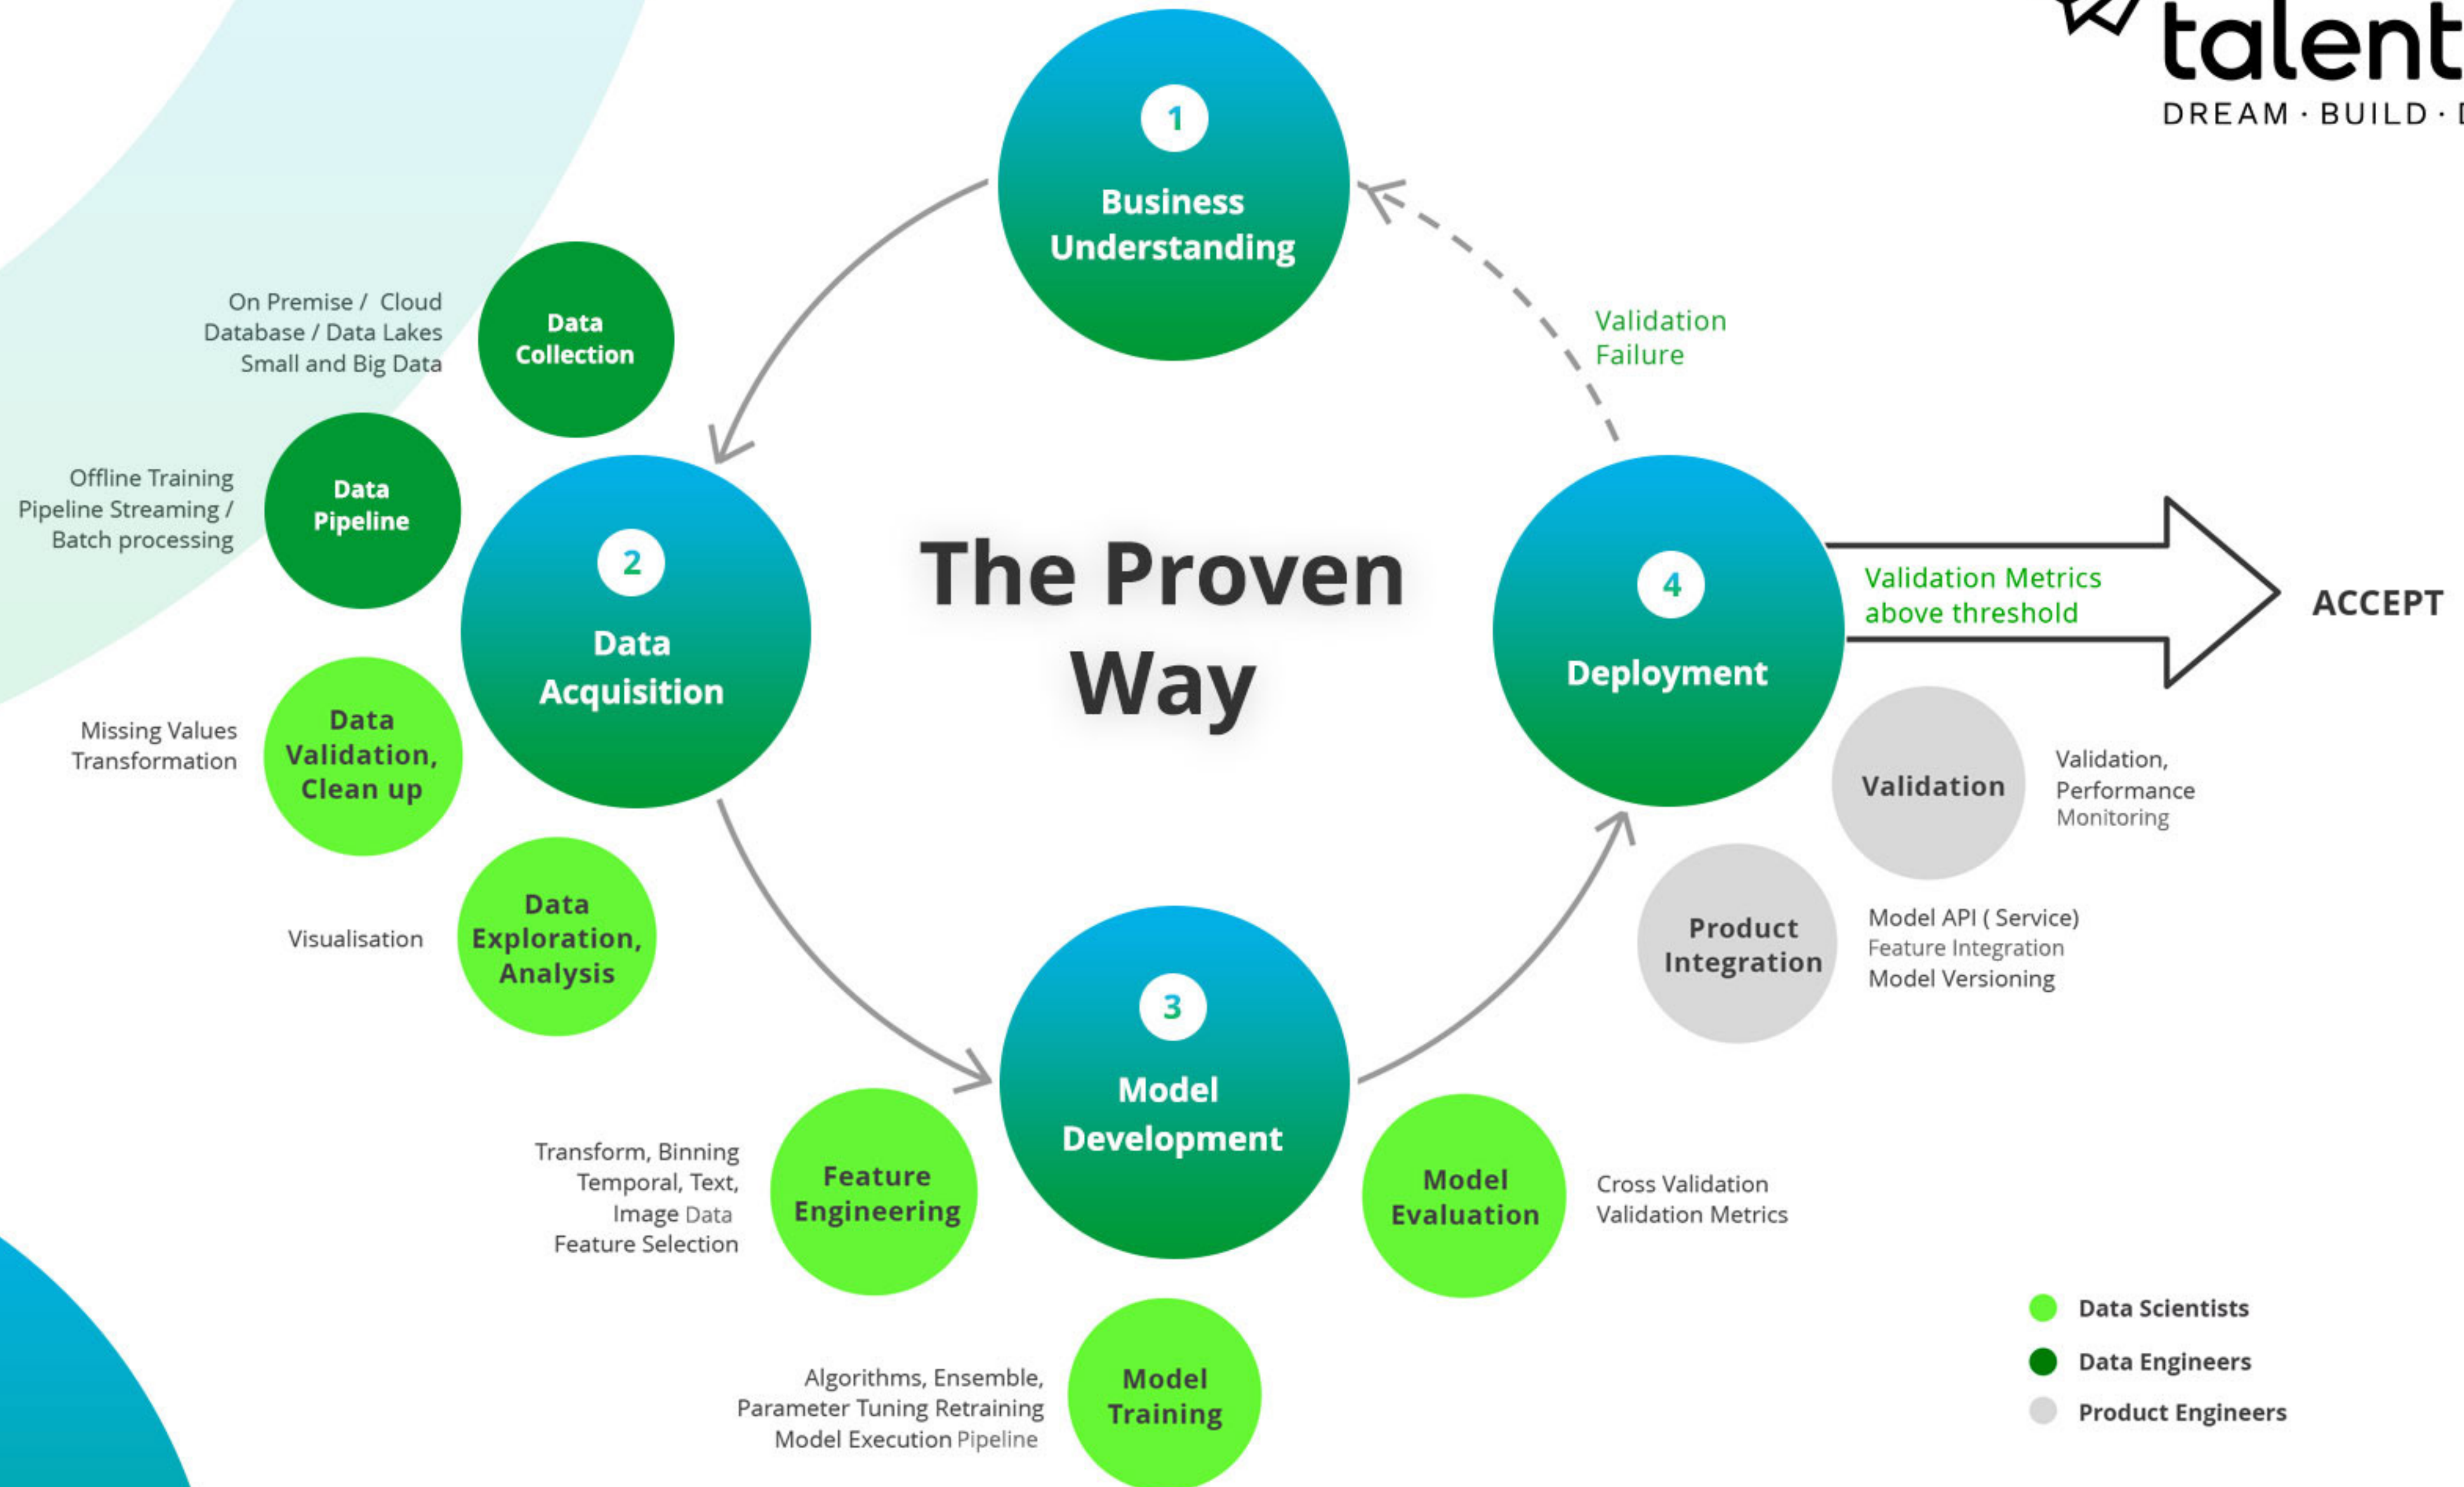 talent
DREAM · BUILD ·
1
Business
Understanding
On Premise / Cloud
Database / Data Lakes
Small and Big Data
Data
Collection
Validation
Failure
Offline Training
Pipeline Streaming /
Batch processing
Data
Pipeline
2
Data
Acquisition
The Proven
Way
4
Deployment
Validation Metrics
above threshold
ACCEPT
Missing Values
Transformation
Data
Validation,
Clean up
Validation
Validation,
Performance
Monitoring
Visualisation
Data
Exploration,
Analysis
Product
Integration
Model API ( Service)
Feature Integration
Model Versioning
3
Model
Development
Transform, Binning
Temporal, Text,
Image Data
Feature Selection
Feature
Engineering
Model
Evaluation
Cross Validation
Validation Metrics
Algorithms, Ensemble,
Parameter Tuning Retraining
Model Execution Pipeline
Model
Training
Data Scientists
Data Engineers
Product Engineers